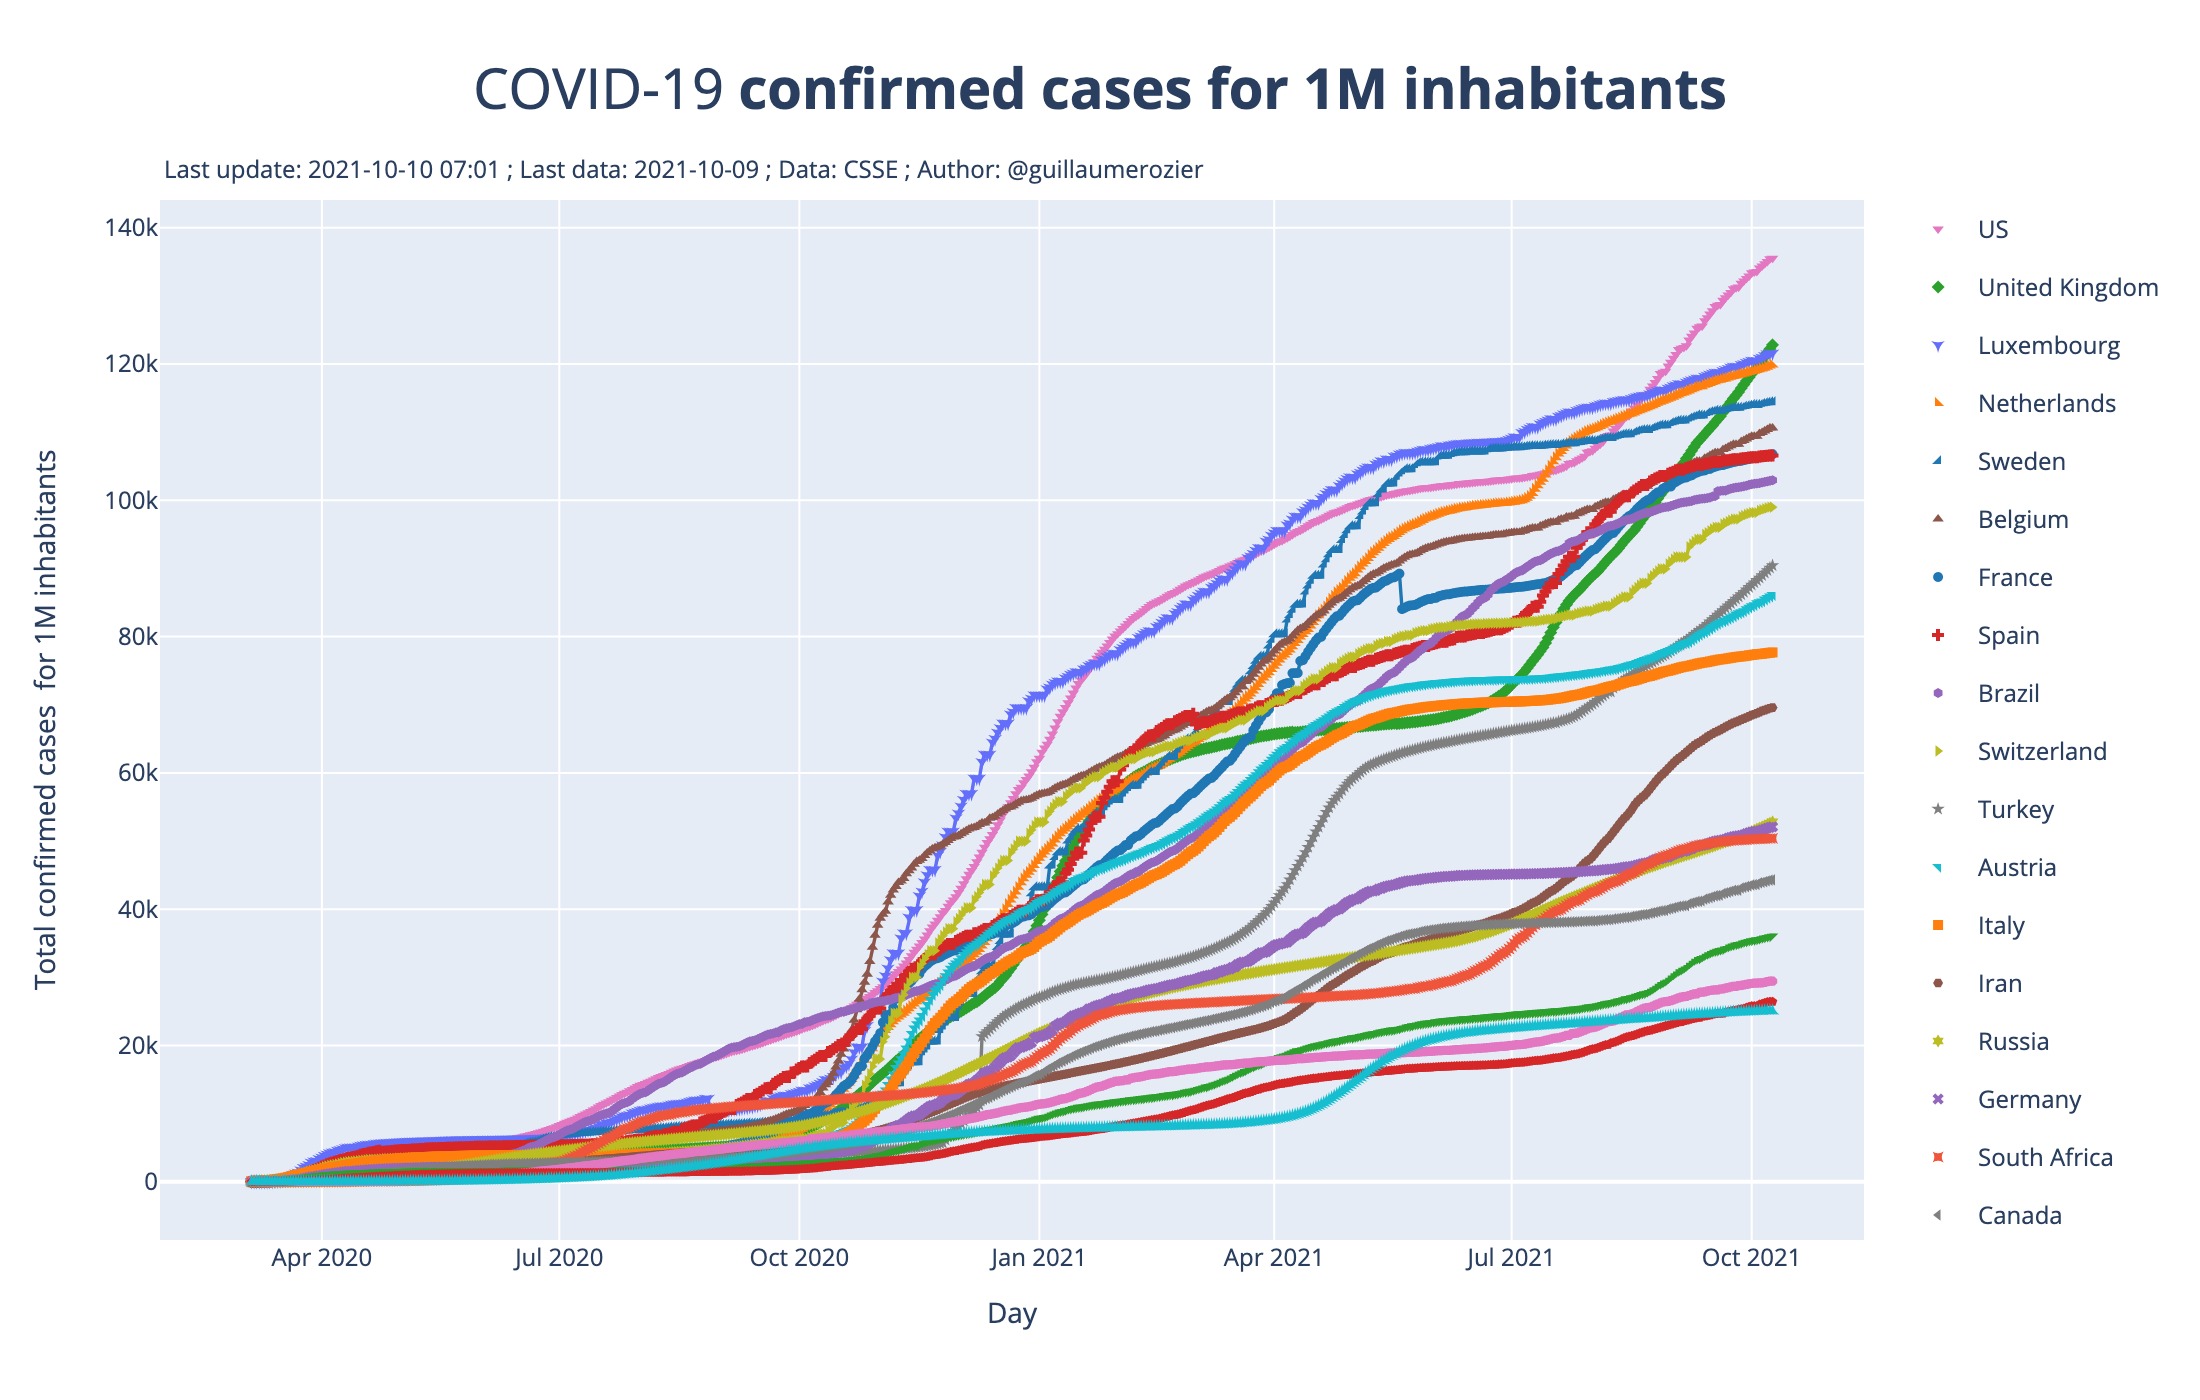 COVID-19 confirmed cases for 1M inhabitants
Last update: 2021-10-10 07:01 ; Last data: 2021-10-09 ; Data: CSSE ; Author: @guillaumerozier
Total confirmed cases for 1M inhabitants
140k
120k
100k
80k
60k
40k
20k
0
Apr 2020
Jul 2020
Oct 2020
Jan 2021
Apr 2021
Jul 2021
Oct 2021
Day
US
United Kingdom
Luxembourg
Netherlands
Sweden
Belgium
France
Spain
Brazil
Switzerland
Turkey
Austria
Italy
Iran
Russia
Germany
South Africa
Canada